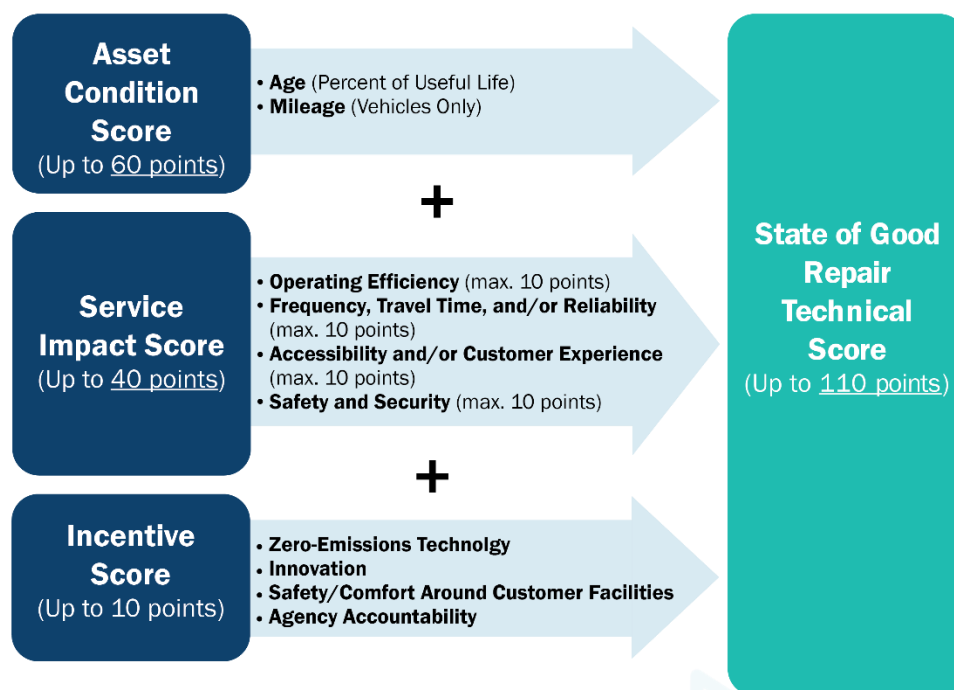 Asset
Condition
Score
(Up to 60 points)
• Age (Percent of Useful Life)
• Mileage (Vehicles Only)
+
Service
Impact Score
(Up to 40 points)
• Operating Efficiency (max. 10 points)
• Frequency, Travel Time, and/or Reliability
(max. 10 points)
• Accessibility and/or Customer Experience
(max. 10 points)
• Safety and Security (max. 10 points)
+
Incentive
Score
(Up to 10 points)
• Zero-Emissions Technolgy
• Innovation
• Safety/Comfort Around Customer Facilities
• Agency Accountability
State of Good
Repair
Technical
Score
(Up to 110 points)